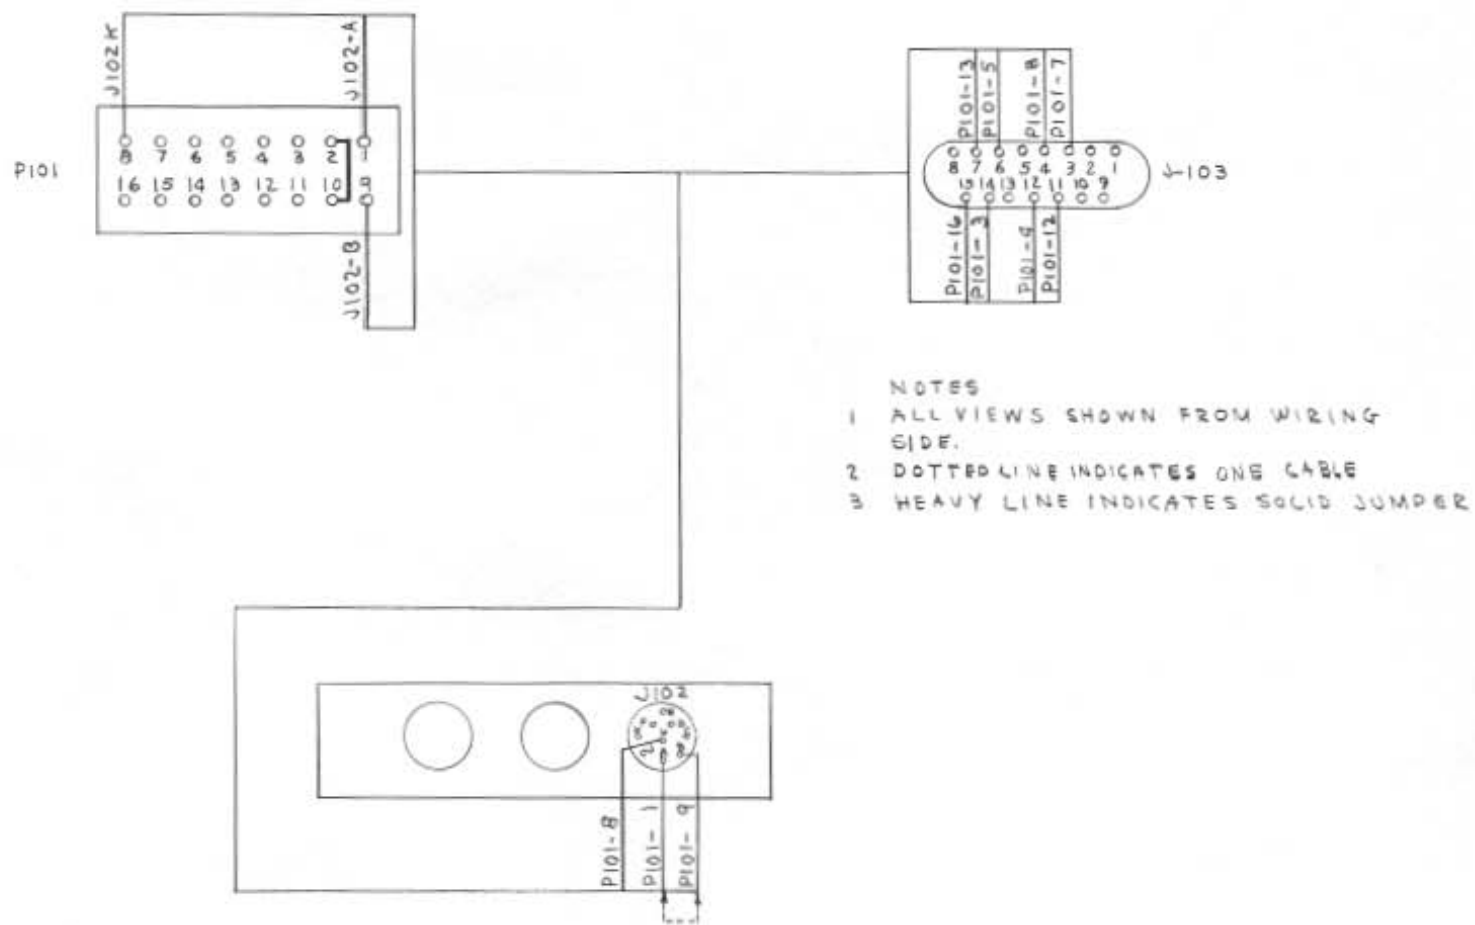 J102K
J102-A
P101
8 7 6 5 4 3 2 1
16 15 14 13 12 11 10 9
J102-B
P101-13
P101-5
P101-8
P101-7
8 7 6 5 4 3 2 1
15 14 13 12 11 10 9
J-103
P101-16
P101-3
P101-4
P101-12
NOTES
1 ALL VIEWS SHOWN FROM WIRING
SIDE.
2 DOTTED LINE INDICATES ONE CABLE
3 HEAVY LINE INDICATES SOLID JUMPER
J102
P101-8
P101-1
P101-9